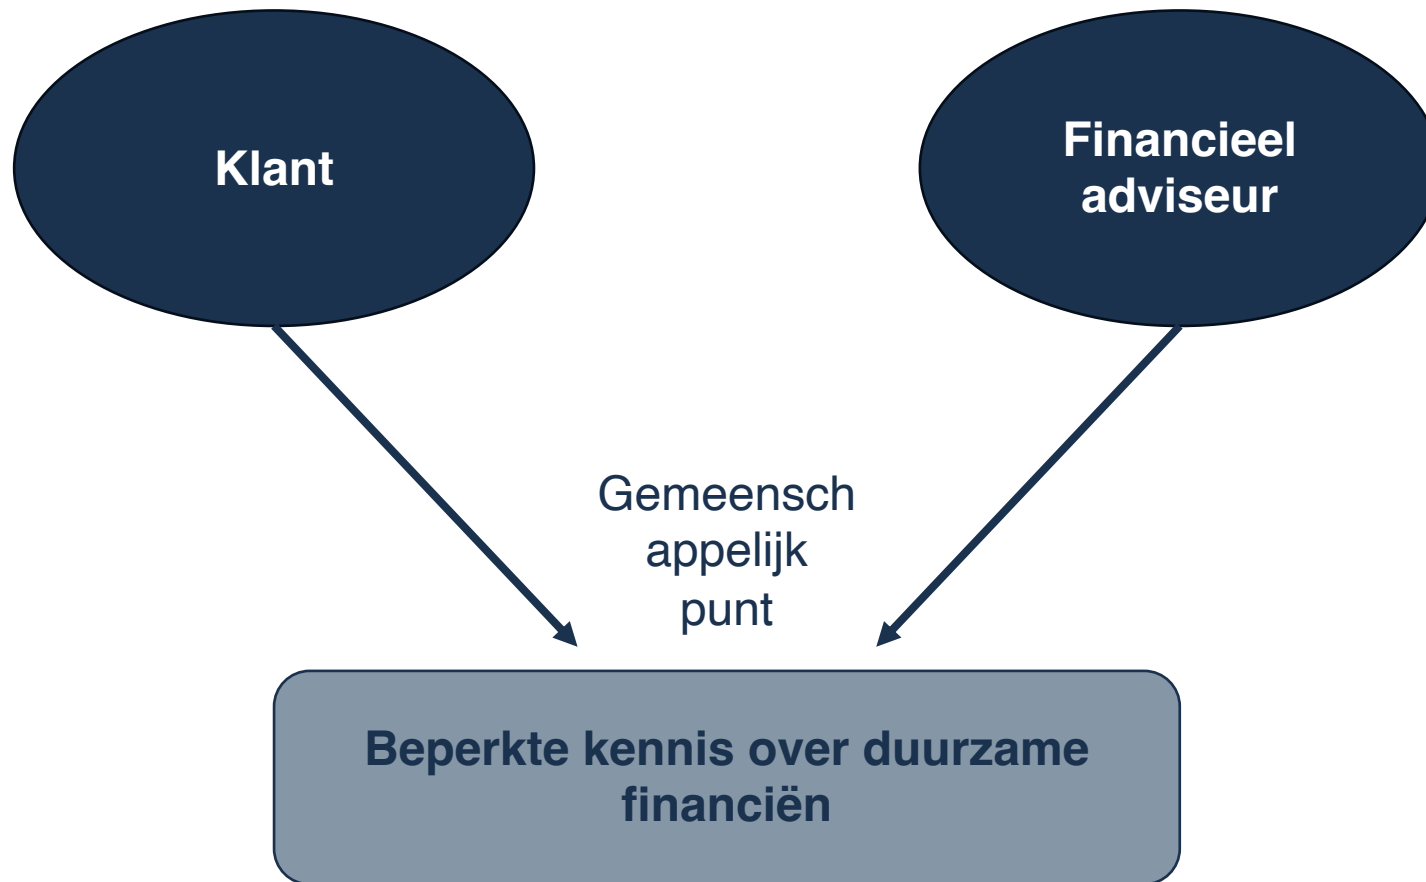 Klant
Financieel
adviseur
Gemeensch
appelijk
punt
Beperkte kennis over duurzame
financiën